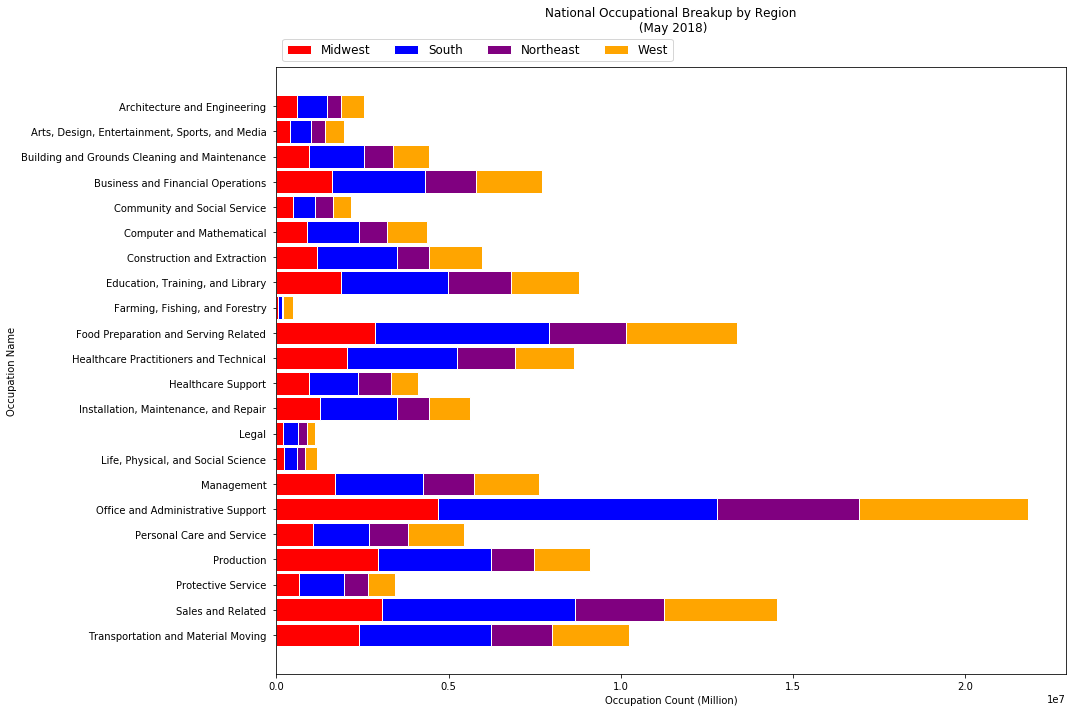 National Occupational Breakup by Region
(May 2018)
Midwest South Northeast West
Occupation Name
Architecture and Engineering
Arts, Design, Entertainment, Sports, and Media
Building and Grounds Cleaning and Maintenance
Business and Financial Operations
Community and Social Service
Computer and Mathematical
Construction and Extraction
Education, Training, and Library
Farming, Fishing, and Forestry
Food Preparation and Serving Related
Healthcare Practitioners and Technical
Healthcare Support
Installation, Maintenance, and Repair
Legal
Life, Physical, and Social Science
Management
Office and Administrative Support
Personal Care and Service
Production
Protective Service
Sales and Related
Transportation and Material Moving
0.0 0.5 1.0 1.5 2.0
1e7
Occupation Count (Million)